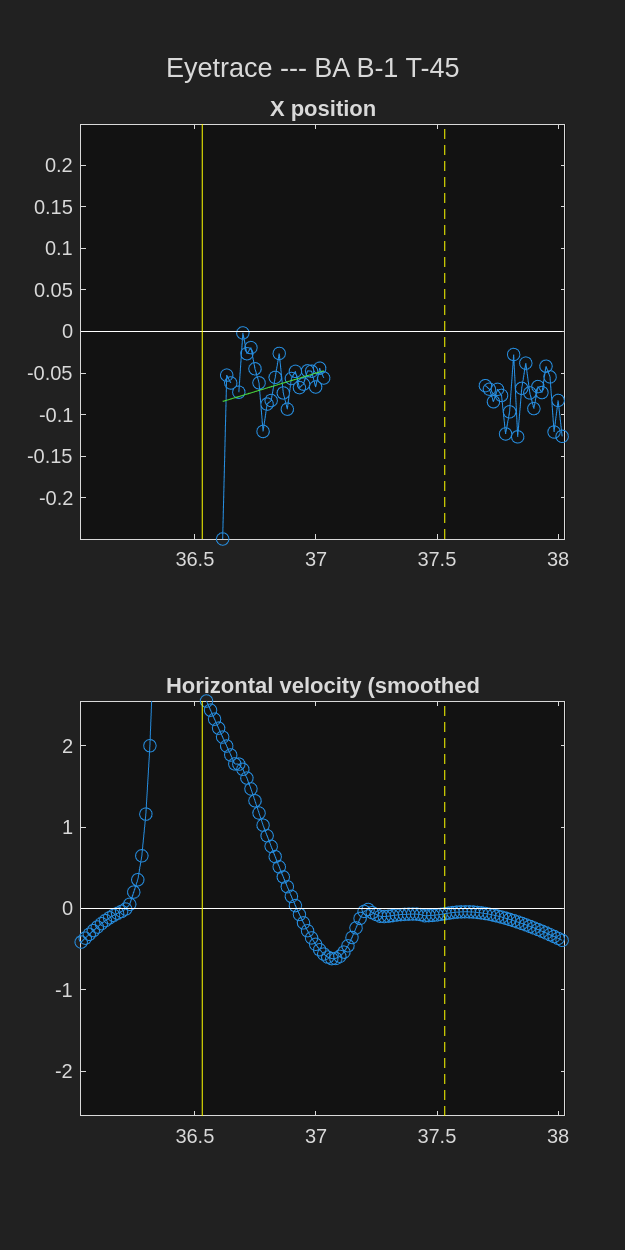 Eyetrace --- BA B-1 T-45
X position
0.2
0.15
0.1
0.05
0
-0.05
-0.1
-0.15
-0.2
36.5 37 37.5 38
Horizontal velocity (smoothed
2
1
0
-1
-2
36.5 37 37.5 38